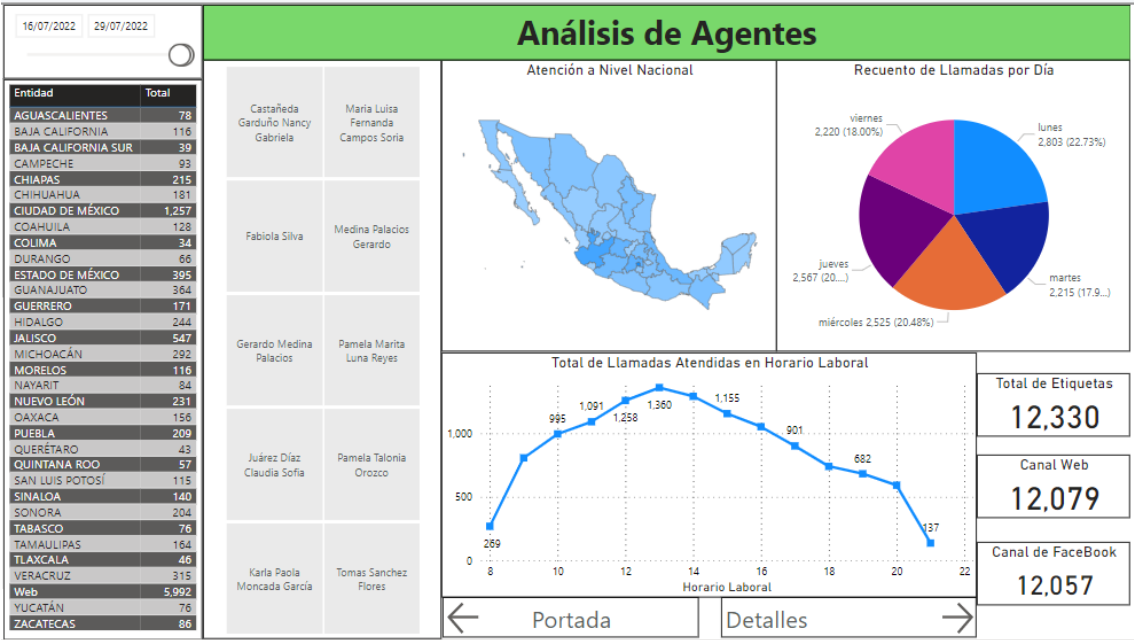 16/07/2022 29/07/2022
Análisis de Agentes
Entidad Total
AGUASCALIENTES 78
BAJA CALIFORNIA 116
BAJA CALIFORNIA SUR 39
CAMPECHE 93
CHIAPAS 215
CHIHUAHUA 181
CIUDAD DE MÉXICO 1,257
COAHUILA 128
COLIMA 34
DURANGO 66
ESTADO DE MÉXICO 395
GUANAJUATO 364
GUERRERO 171
HIDALGO 244
JALISCO 547
MICHOACÁN 292
MORELOS 116
NAYARIT 84
NUEVO LEÓN 231
OAXACA 156
PUEBLA 209
QUERÉTARO 43
QUINTANA ROO 57
SAN LUIS POTOSÍ 115
SINALOA 140
SONORA 204
TABASCO 76
TAMAULIPAS 164
TLAXCALA 46
VERACRUZ 315
Web 5,992
YUCATÁN 76
ZACATECAS 86
Castañeda
Garduño Nancy
Gabriela
Maria Luisa
Fernanda
Campos Soria
Fabiola Silva
Medina Palacios
Gerardo
Gerardo Medina
Palacios
Pamela Marita
Luna Reyes
Juárez Díaz
Claudia Sofia
Pamela Talonia
Orozco
Karla Paola
Moncada García
Tomas Sanchez
Flores
Atención a Nivel Nacional
Recuento de Llamadas por Día
viernes
2,220 (18.00%)
lunes
2,803 (22.73%)
jueves
2,567 (20....)
martes
2,215 (17.9...)
miércoles 2,525 (20.48%)
Total de Llamadas Atendidas en Horario Laboral
1,000
500
0
269
995
1,091
1,258
1,360
1,155
901
682
137
8 10 12 14 16 18 20 22
Horario Laboral
Total de Etiquetas
12,330
Canal Web
12,079
Canal de FaceBook
12,057
Portada
Detalles